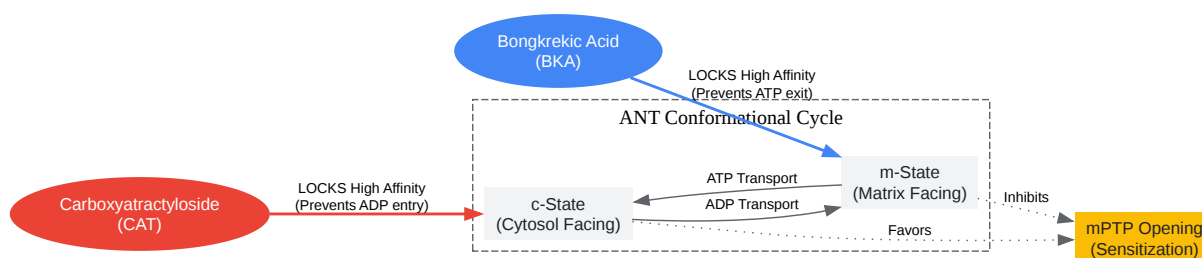 Bongkrekic Acid
(BKA)
LOCKS High Affinity
(Prevents ATP exit)
ANT Conformational Cycle
Carboxyatractyloside
(CAT)
LOCKS High Affinity
(Prevents ADP entry)
c-State
(Cytosol Facing)
ATP Transport
ADP Transport
m-State
(Matrix Facing)
Inhibits
Favors
mPTP Opening
(Sensitization)